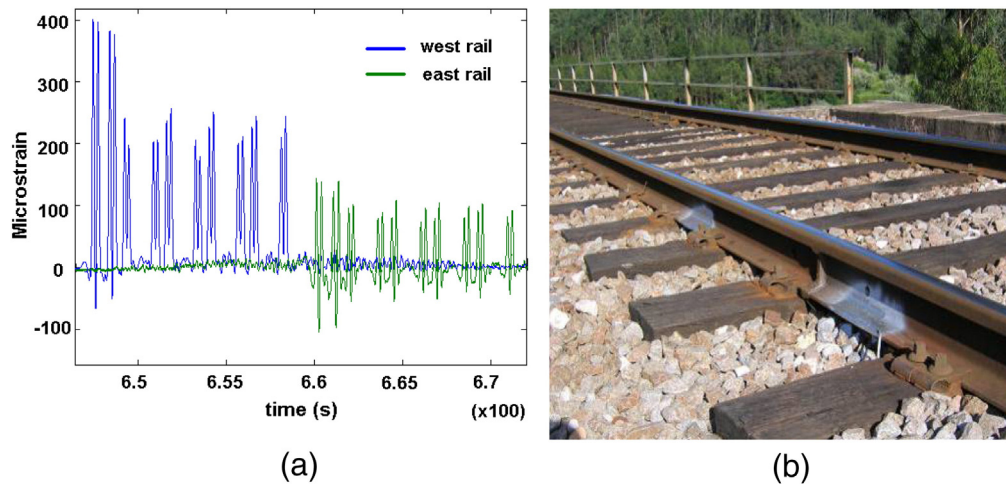 400
300
200
100
0
-100
Microstrain
west rail
east rail
6.5
6.55
6.6
6.65
6.7
time (s)
(x100)
(a)
(b)